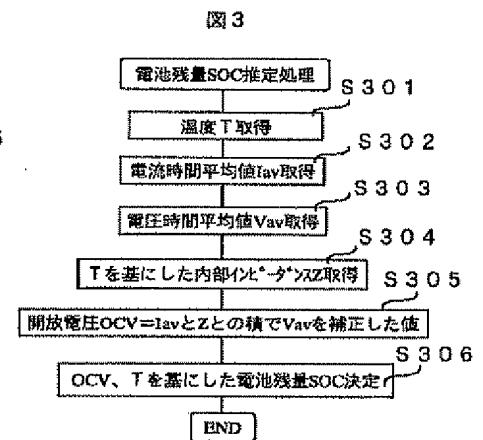 図3
電池残量SOC推定処理
S301
温度T取得
S302
電流時間平均値Iav取得
S303
電圧時間平均値Vav取得
S304
Tを基にした内部インピーダンスZ取得
S305
開放電圧OCV=IavとZとの積でVavを補正した値
S306
OCV、Tを基にした電池残量SOC決定
END